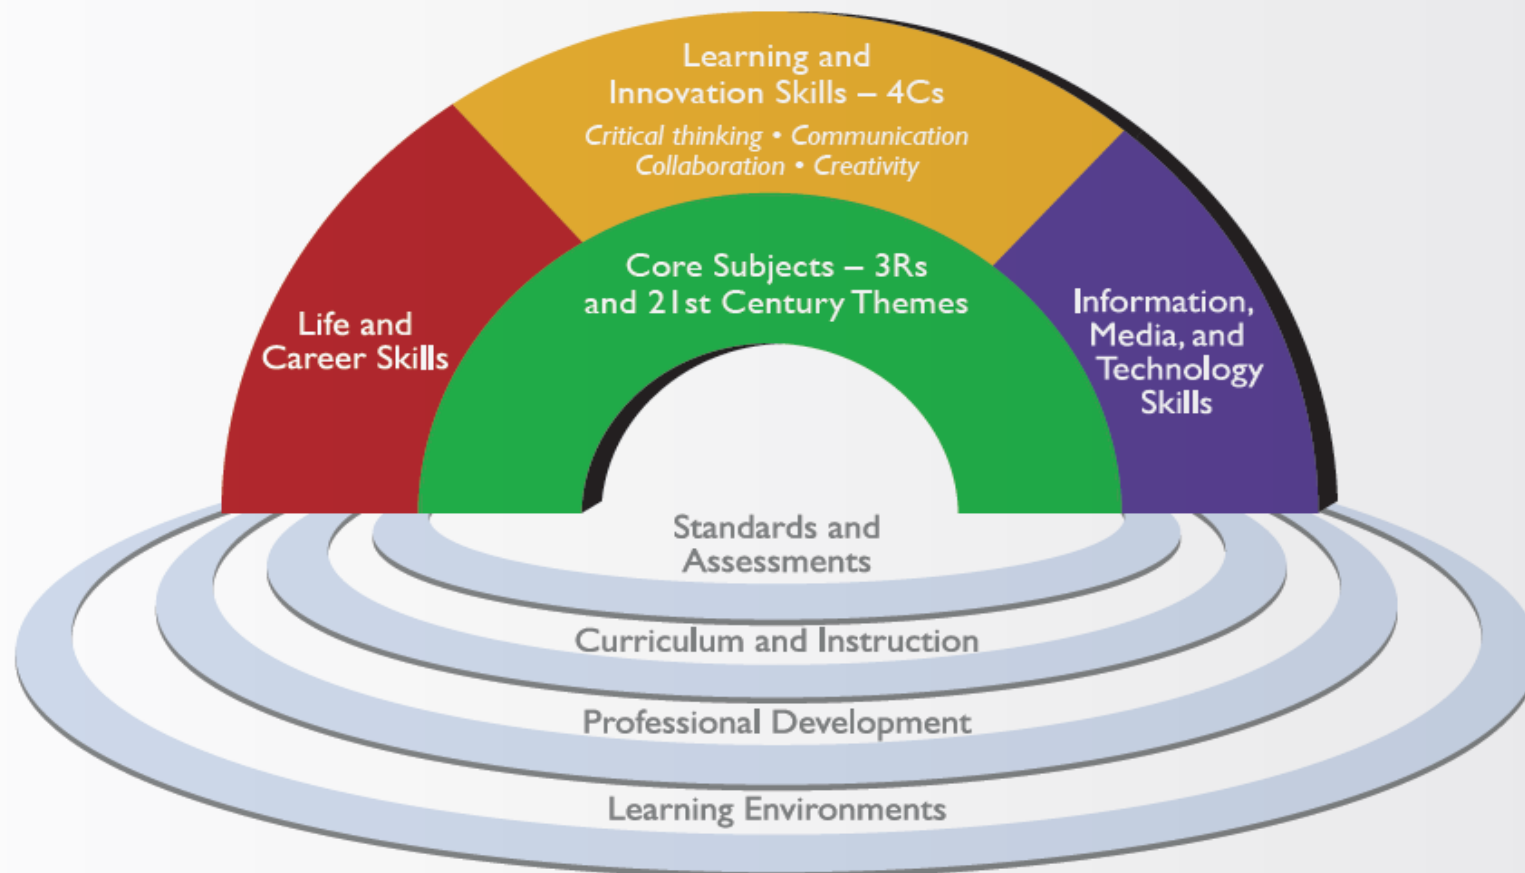 Learning and
Innovation Skills – 4Cs
Critical thinking • Communication
Collaboration • Creativity
Core Subjects – 3Rs
and 21st Century Themes
Life and
Career Skills
Information,
Media, and
Technology
Skills
Standards and
Assessments
Curriculum and Instruction
Professional Development
Learning Environments